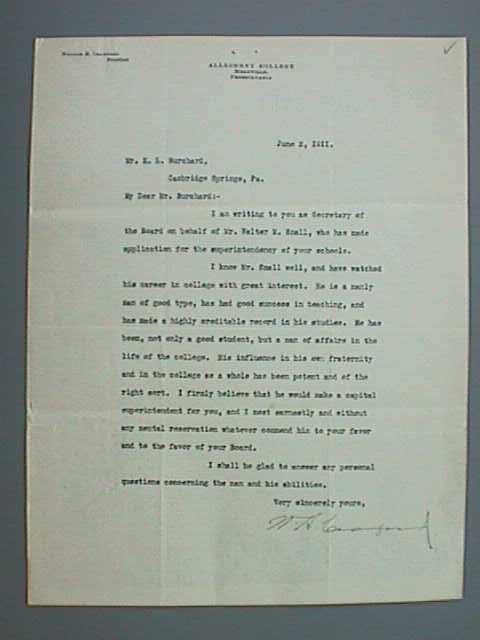 William H. Crawford
President
ALLEGHENY COLLEGE
MEADVILLE
PENNSYLVANIA
June 2, 1911.
Mr. Burchard,
Cambridge Springs, Pa.
My Dear Mr. Burchard:-
I am writing to you as Secretary of
the Board on behalf of Mr. Walter M. Small, who has made
application for the superintendency of your schools.
I know Mr. Small well, and have watched
his career in college with great interest. He is a manly
man of good type, has had good success in teaching, and
has made a highly creditable record in his studies. He has
been, not only a good student, but a man of affairs in the
life of the college. His influence in his own fraternity
and in the college as a whole has been potent and of the
right sort. I firmly believe that he would make a capital
superintendent for you, and I most earnestly and without
any mental reservation whatever commend him to your favor
and to the favor of your Board.
I shall be glad to answer any personal
questions concerning the man and his abilities.
Very sincerely yours,
W H Crawford